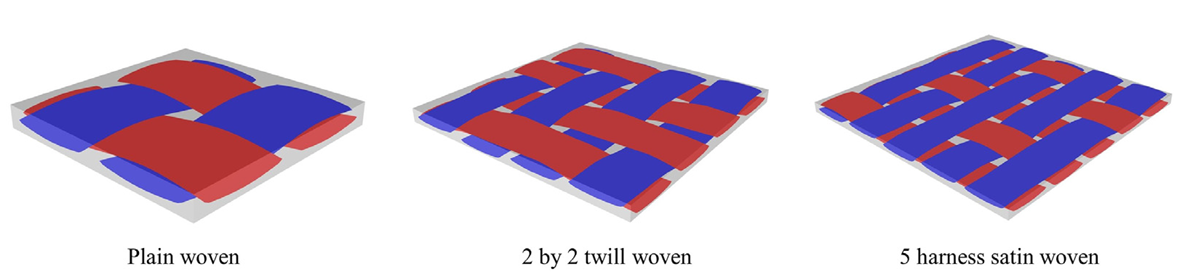 Plain woven
2 by 2 twill woven
5 harness satin woven